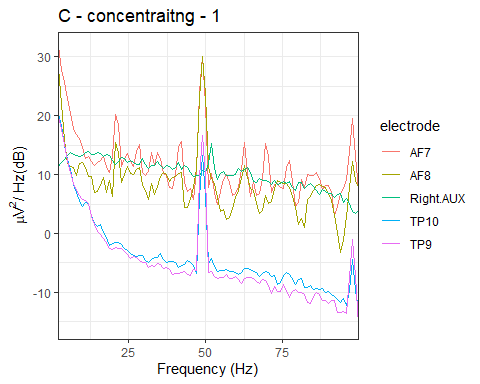 C - concentraitng - 1
μV²/ Hz(dB)
30
20
10
0
-10
25
50
75
Frequency (Hz)
electrode
AF7
AF8
Right.AUX
TP10
TP9